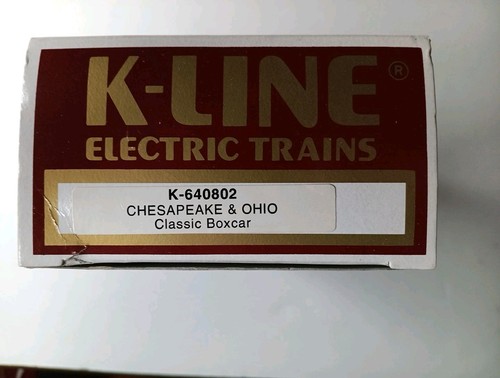 K-LINE ®
ELECTRIC TRAINS
K-640802
CHESAPEAKE & OHIO
Classic Boxcar